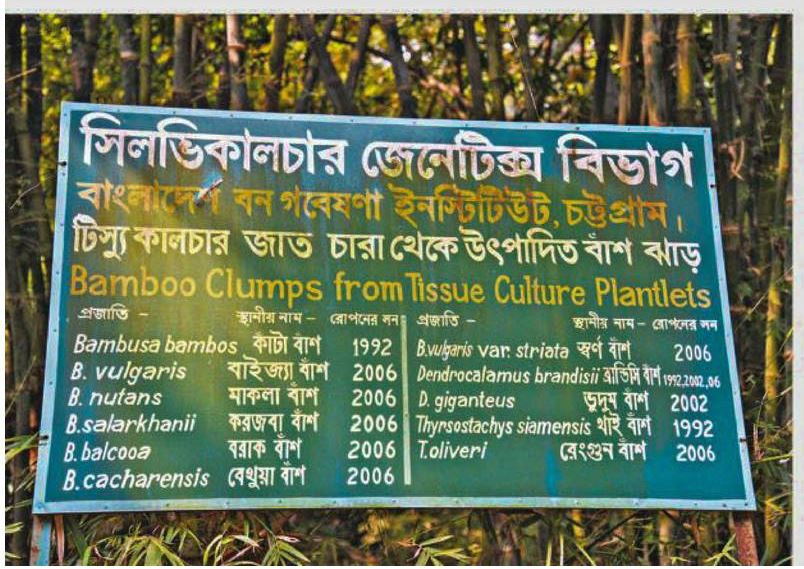 সিলভিকালচার জেনেটিক্স বিভাগ
বাংলাদেশ বন গবেষণা ইনস্টিটিউট, চট্টগ্রাম।
টিস্যু কালচার জাত চারা থেকে উৎপাদিত বাঁশ ঝাড়
Bamboo Clumps from Tissue Culture Plantlets
প্রজাতি – স্থানীয় নাম – রোপনের সন
Bambusa bambos কাটা বাঁশ 1992
B. vulgaris বাইজ্যা বাঁশ 2006
B. nutans মাকলা বাঁশ 2006
B.salarkhanii করজবা বাঁশ 2006
B. balcooa বরাক বাঁশ 2006
B. cacharensis বেথুয়া বাঁশ 2006
প্রজাতি – স্থানীয় নাম – রোপনের সন
B.vulgaris var. striata স্বর্ণ বাঁশ 2006
Dendrocalamus brandisii বাঁশ 1992,2002,06
D. giganteus ভুদুম বাঁশ 2002
Thyrsostachys siamensis থাই বাঁশ 1992
T.oliveri রেংগুন বাঁশ 2006